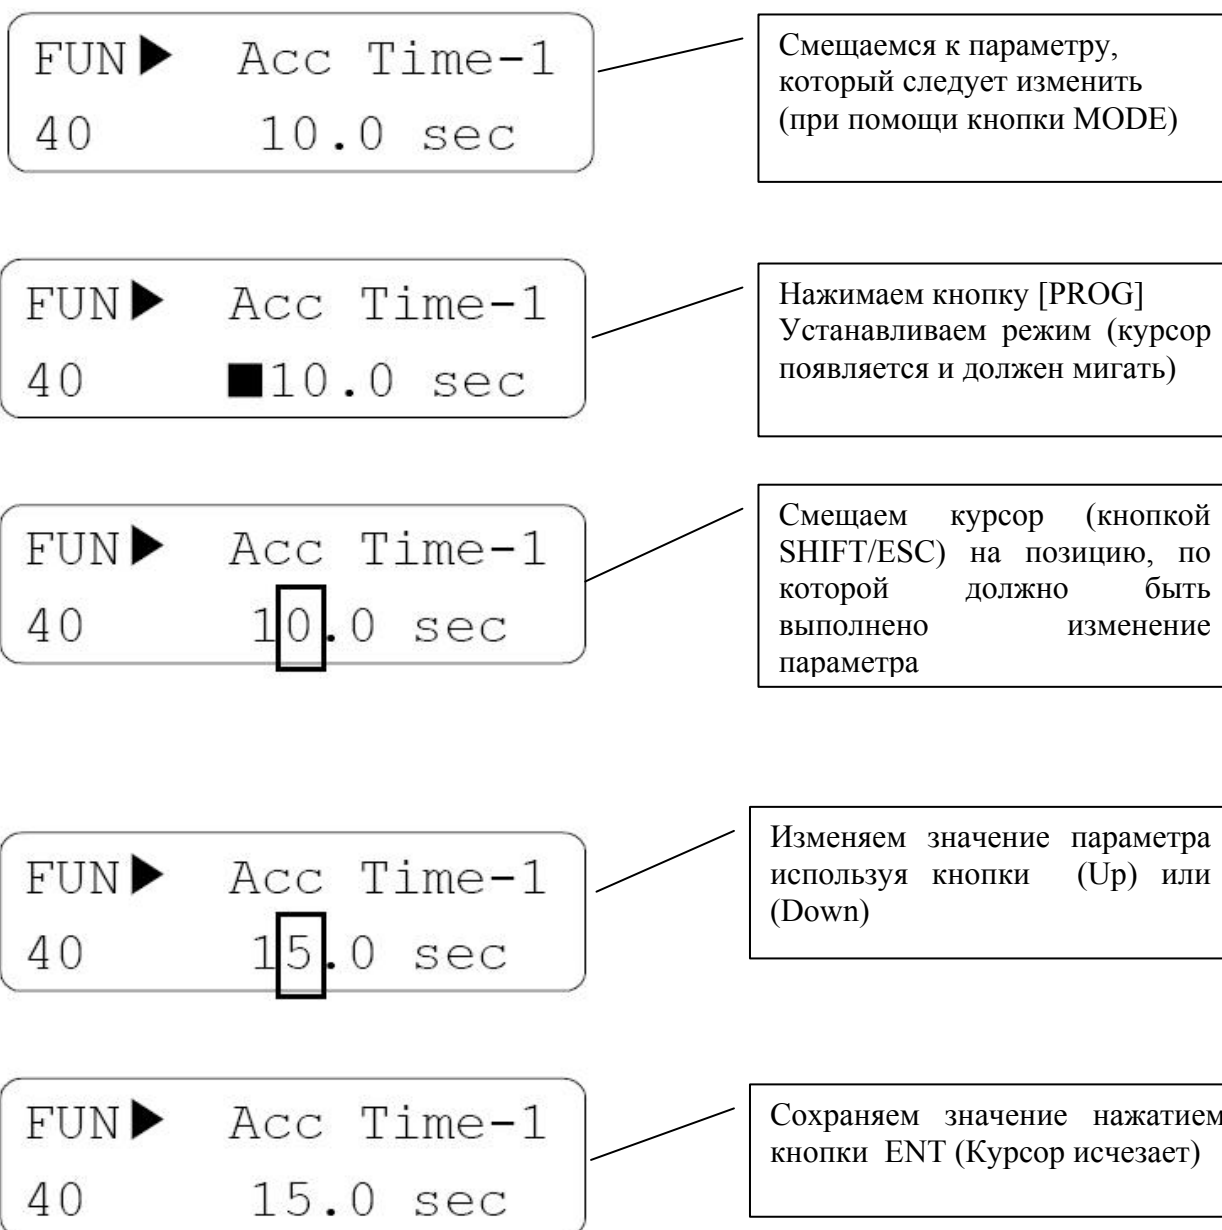 FUN▶ Acc Time-1
40 10.0 sec
Смещаемся к параметру,
который следует изменить
(при помощи кнопки MODE)
FUN▶ Acc Time-1
40 ■10.0 sec
Нажимаем кнопку [PROG]
Устанавливаем режим (курсор
появляется и должен мигать)
FUN▶ Acc Time-1
40 10.0 sec
Смещаем курсор (кнопкой
SHIFT/ESC) на позицию, по
которой должно быть
выполнено изменение
параметра
FUN▶ Acc Time-1
40 15.0 sec
Изменяем значение параметра
используя кнопки (Up) или
(Down)
FUN▶ Acc Time-1
40 15.0 sec
Сохраняем значение нажатием
кнопки ENT (Курсор исчезает)